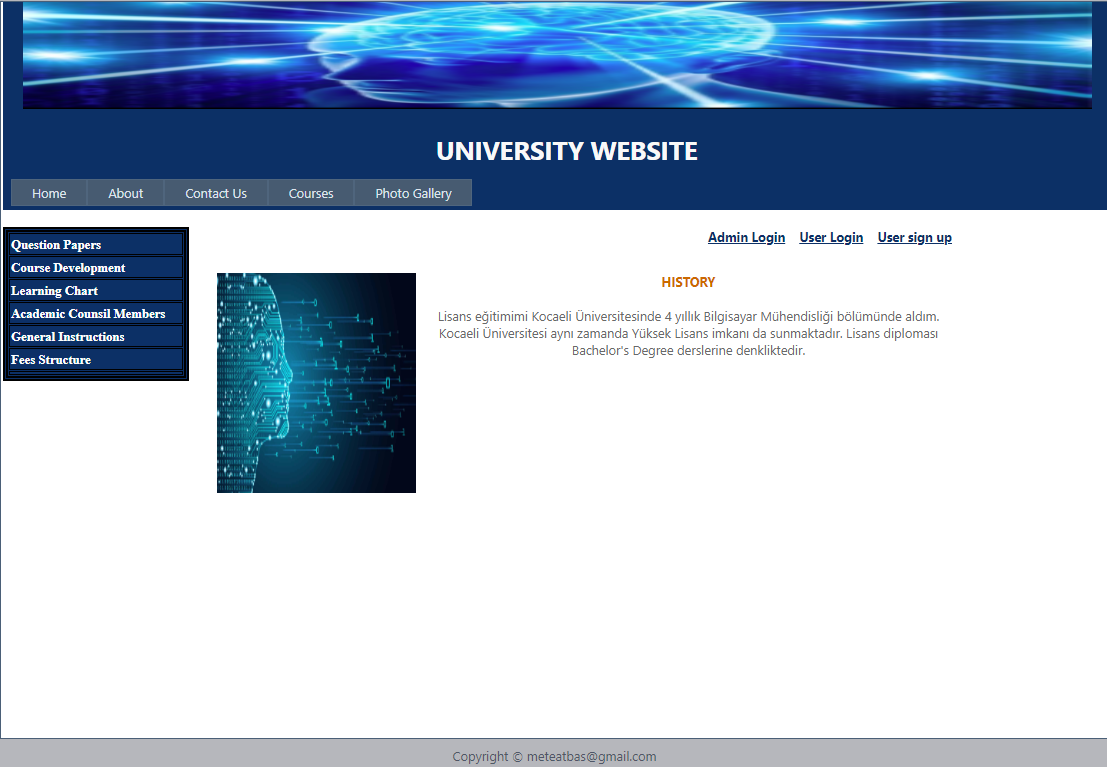 UNIVERSITY WEBSITE
Home About Contact Us Courses Photo Gallery
Admin Login User Login User sign up
Question Papers
Course Development
Learning Chart
Academic Counsil Members
General Instructions
Fees Structure
HISTORY
Lisans eğitimimi Kocaeli Üniversitesinde 4 yıllık Bilgisayar Mühendisliği bölümünde aldım.
Kocaeli Üniversitesi aynı zamanda Yüksek Lisans imkanı da sunmaktadır. Lisans diploması
Bachelor's Degree derslerine denkliktedir.
Copyright © meteatbas@gmail.com